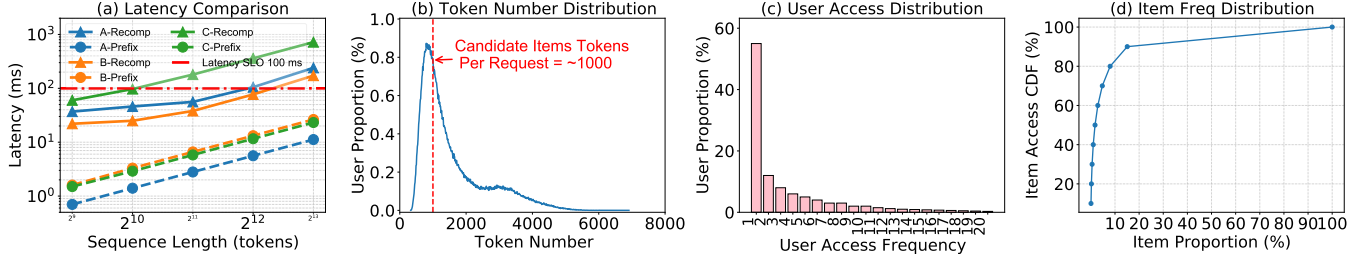 (a) Latency Comparison
A-Recomp
A-Prefix
B-Recomp
B-Prefix
C-Recomp
C-Prefix
Latency SLO 100 ms
10³
10²
10¹
10⁰
Latency (ms)
2⁹ 2¹⁰ 2¹¹ 2¹² 2¹³
Sequence Length (tokens)
(b) Token Number Distribution
Candidate Items Tokens
Per Request = ~1000
1.0
0.8
0.6
0.4
0.2
0.0
User Proportion (%)
0 2000 4000 6000 8000
Token Number
(c) User Access Distribution
60
40
20
0
User Proportion (%)
1 2 3 4 5 6 7 8 9 10 11 12 13 14 15 16 17 18 19 20
User Access Frequency
(d) Item Freq Distribution
100
80
60
40
20
Item Access CDF (%)
10 20 30 40 50 60 70 80 90 100
Item Proportion (%)